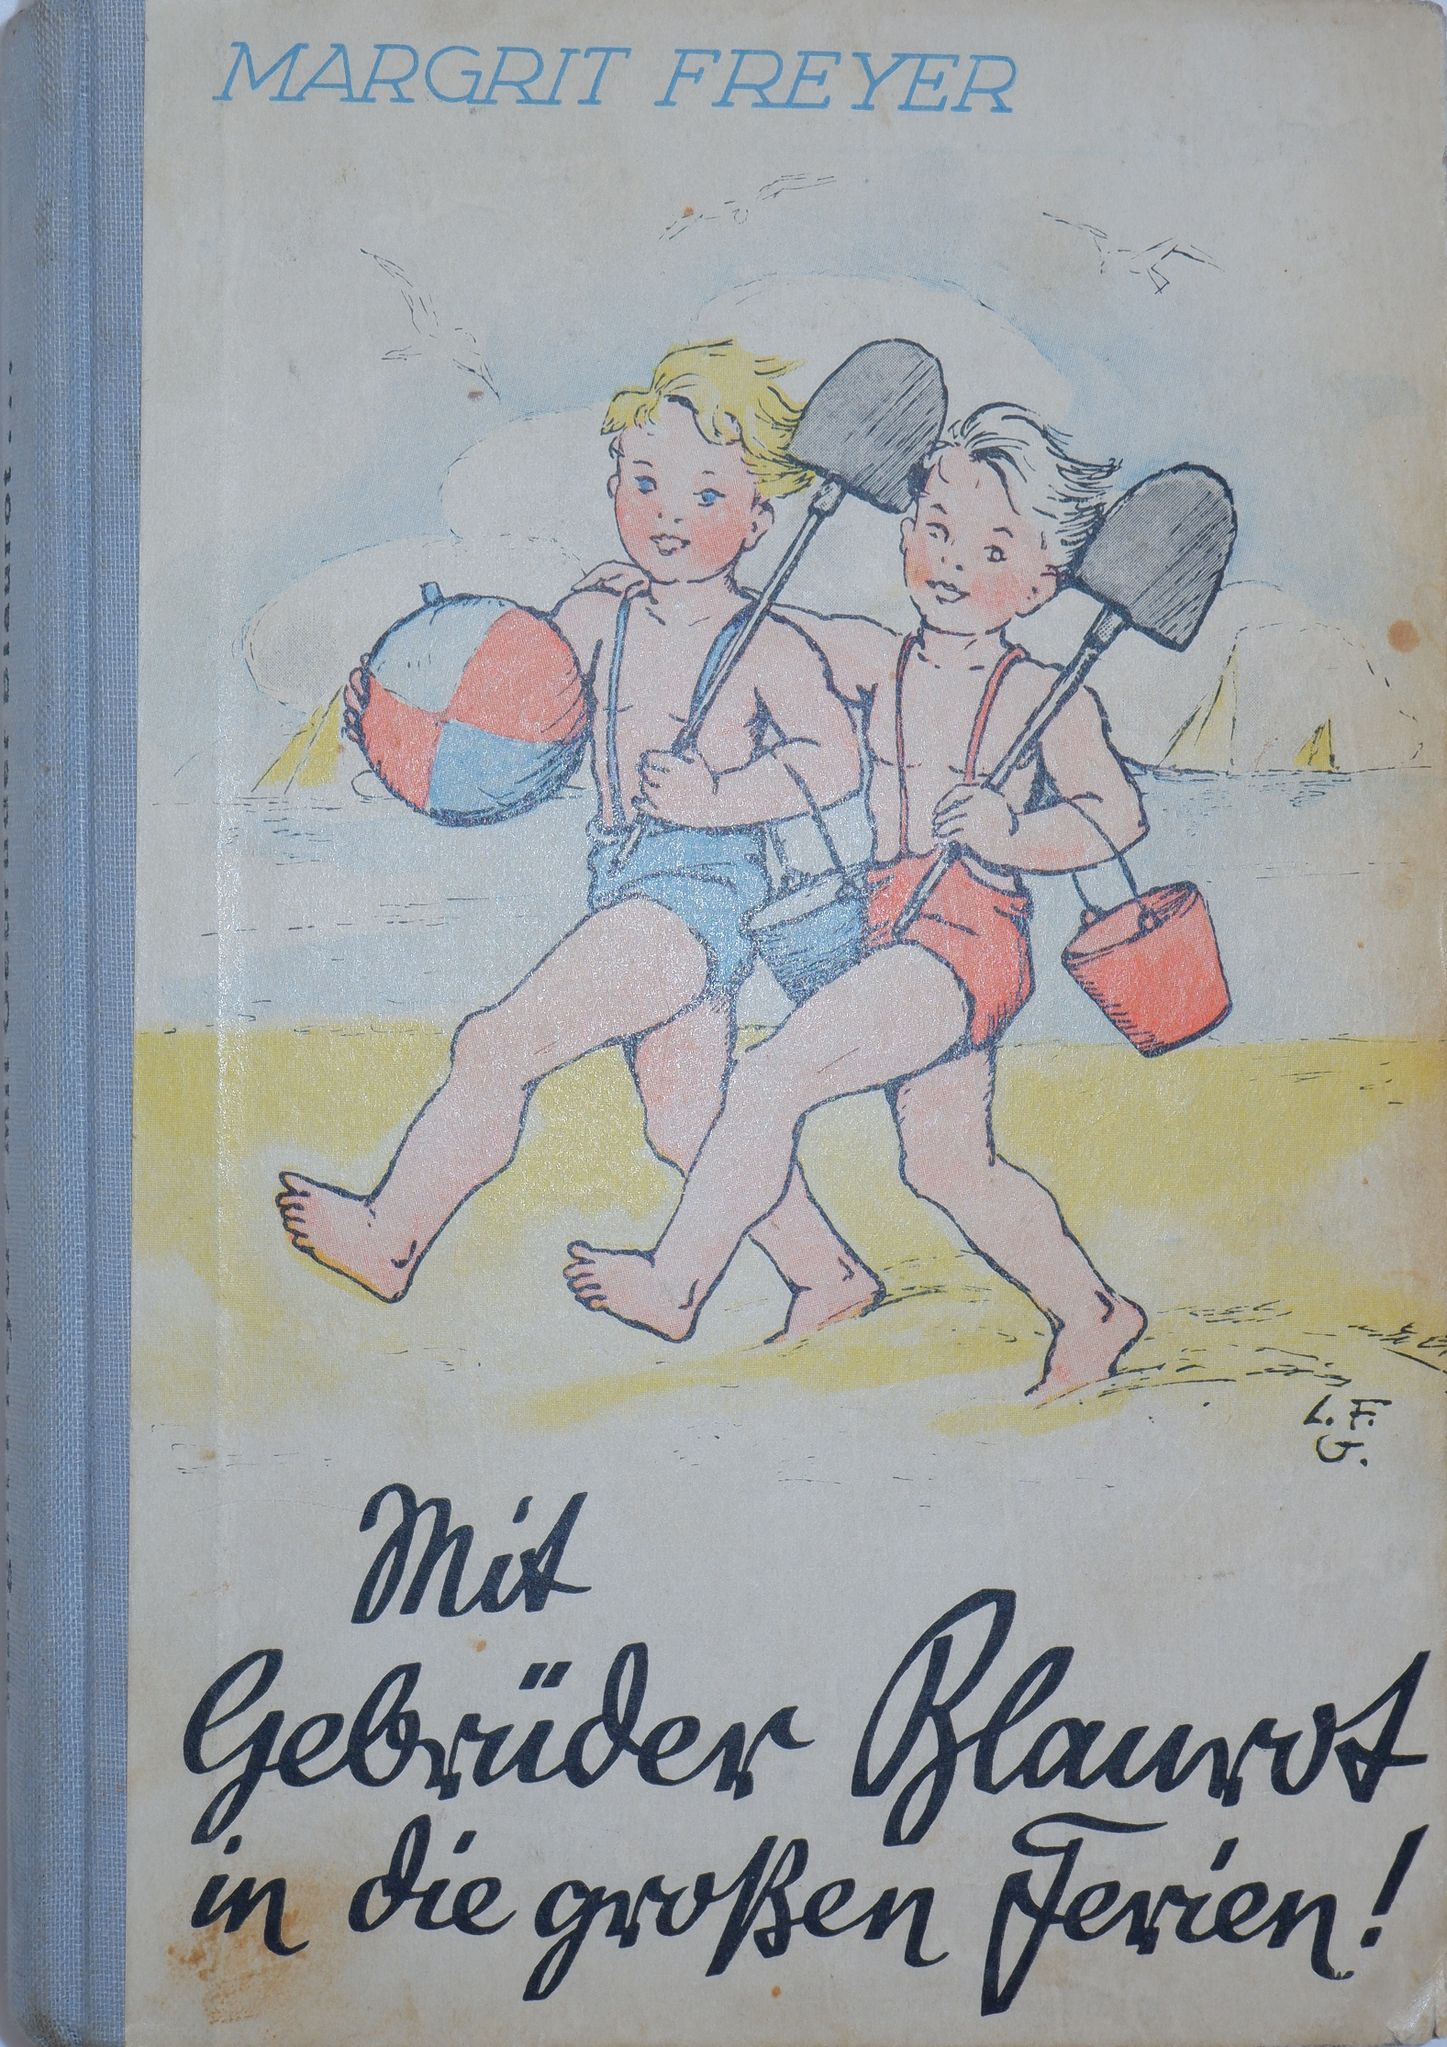 MARGRIT FREYER
L. F.
G.
Mit
Gebrüder Blaurot
in die großen Ferien!